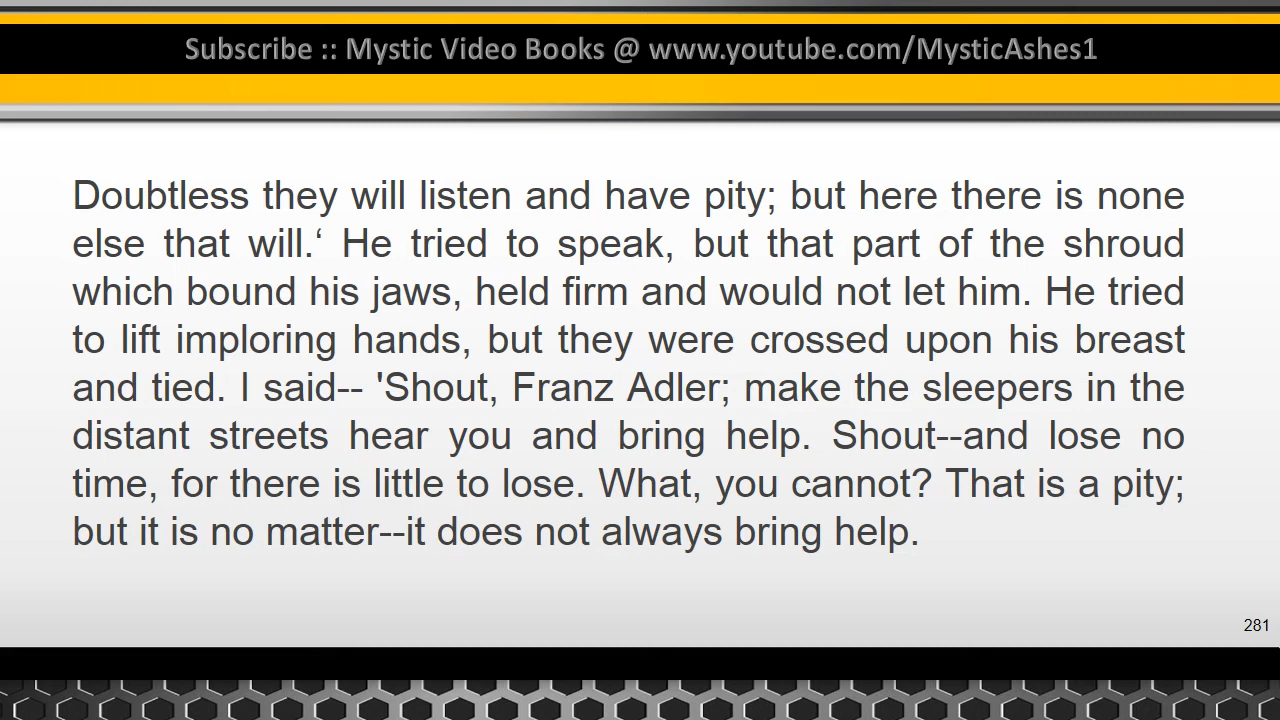 Subscribe :: Mystic Video Books @ www.youtube.com/MysticAshes1
Doubtless they will listen and have pity; but here there is none
else that will.‘ He tried to speak, but that part of the shroud
which bound his jaws, held firm and would not let him. He tried
to lift imploring hands, but they were crossed upon his breast
and tied. I said-- 'Shout, Franz Adler; make the sleepers in the
distant streets hear you and bring help. Shout--and lose no
time, for there is little to lose. What, you cannot? That is a pity;
but it is no matter--it does not always bring help.
281